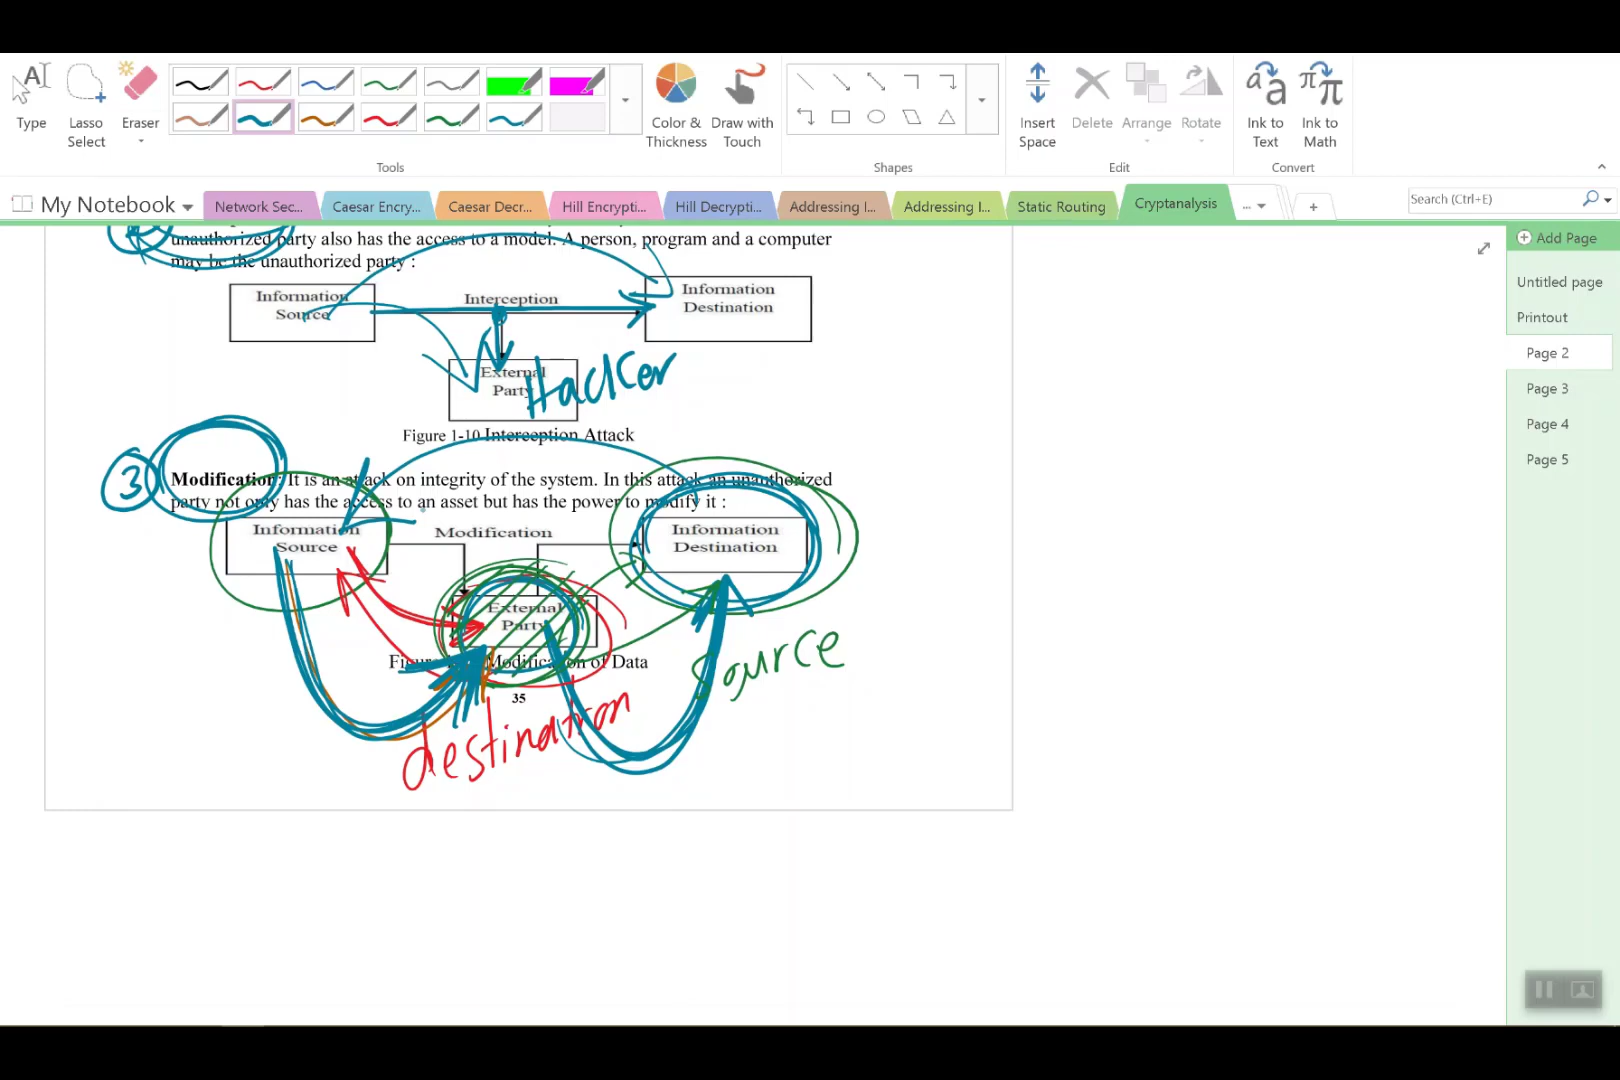 Type
Lasso
Select
Eraser
Color &
Thickness
Draw with
Touch
Insert
Space
Delete
Arrange
Rotate
Ink to
Text
Ink to
Math
Tools
Shapes
Edit
Convert
My Notebook
Network Sec...
Caesar Encry...
Caesar Decr...
Hill Encrypti...
Hill Decrypti...
Addressing I...
Addressing I...
Static Routing
Cryptanalysis
...
Search (Ctrl+E)
Add Page
Untitled page
Printout
Page 2
Page 3
Page 4
Page 5
unauthorized party also has the access to a model. A person, program and a computer
may be the unauthorized party :
Information
Source
Interception
Information
Destination
External
Party
Hacker
Figure 1-10 Interception Attack
3
Modification: It is an attack on integrity of the system. In this attack an unauthorized
party not only has the access to an asset but has the power to modify it :
Information
Source
Modification
Information
Destination
External
Party
Modification of Data
35
Source
destination